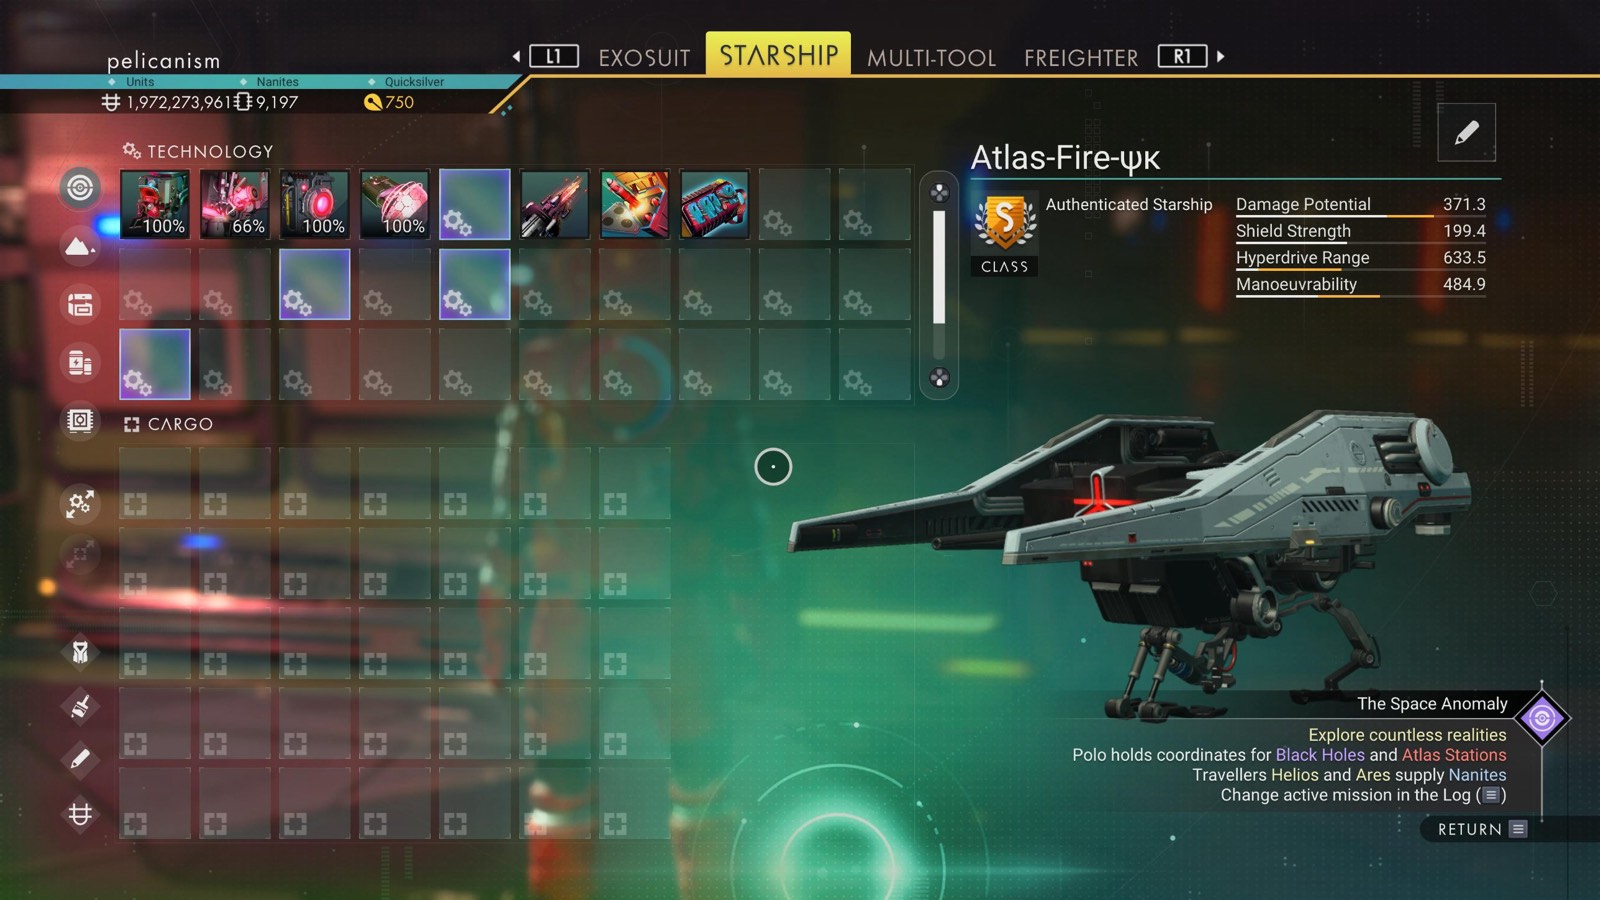 pelicanism
Units Nanites Quicksilver
1,972,273,961 9,197 750
L1 EXOSUIT STARSHIP MULTI-TOOL FREIGHTER R1
TECHNOLOGY
100% 66% 100% 100%
CARGO
Atlas-Fire-ψκ
S
CLASS
Authenticated Starship
Damage Potential 371.3
Shield Strength 199.4
Hyperdrive Range 633.5
Manoeuvrability 484.9
The Space Anomaly
Explore countless realities
Polo holds coordinates for Black Holes and Atlas Stations
Travellers Helios and Ares supply Nanites
Change active mission in the Log ( )
RETURN